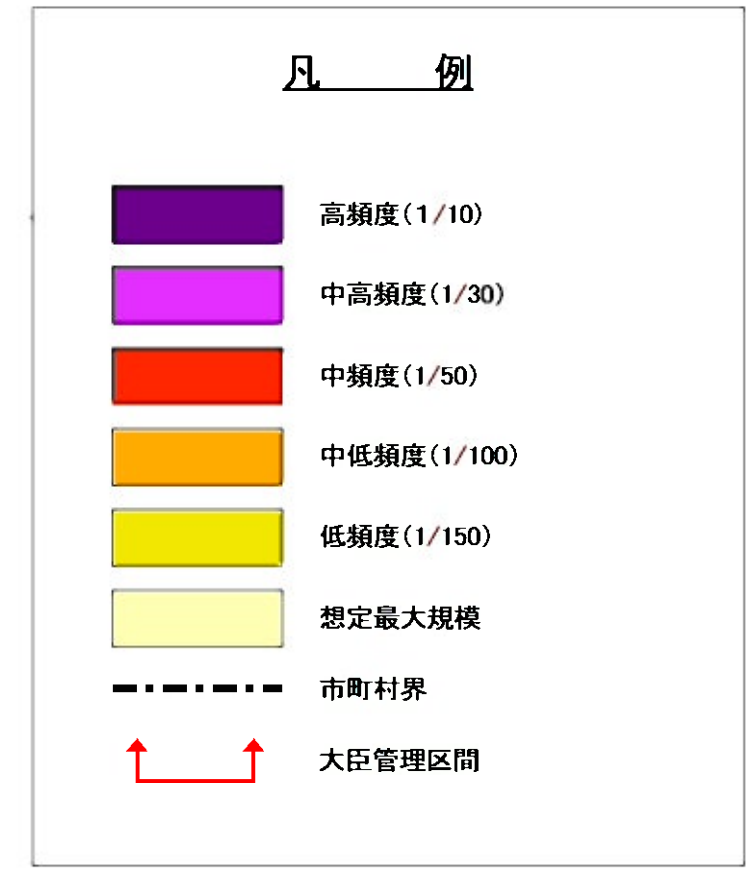 凡 例
高頻度(1/10)
中高頻度(1/30)
中頻度(1/50)
中低頻度(1/100)
低頻度(1/150)
想定最大規模
市町村界
大臣管理区間